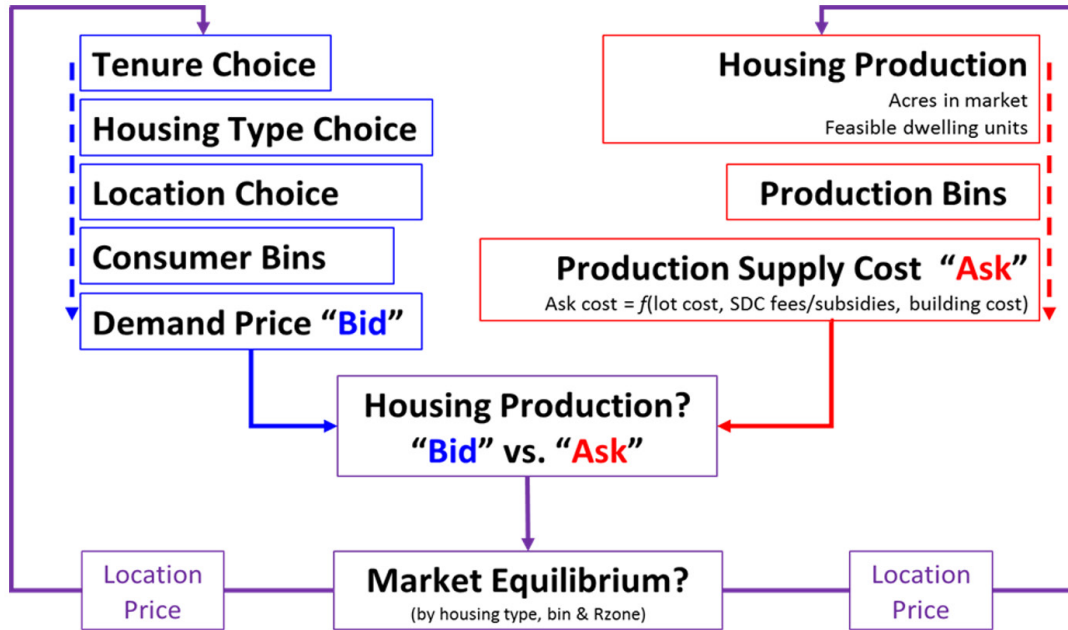 Tenure Choice
Housing Type Choice
Location Choice
Consumer Bins
Demand Price “Bid”
Housing Production
Acres in market
Feasible dwelling units
Production Bins
Production Supply Cost “Ask”
Ask cost = f(lot cost, SDC fees/subsidies, building cost)
Housing Production?
“Bid” vs. “Ask”
Location
Price
Market Equilibrium?
(by housing type, bin & Rzone)
Location
Price